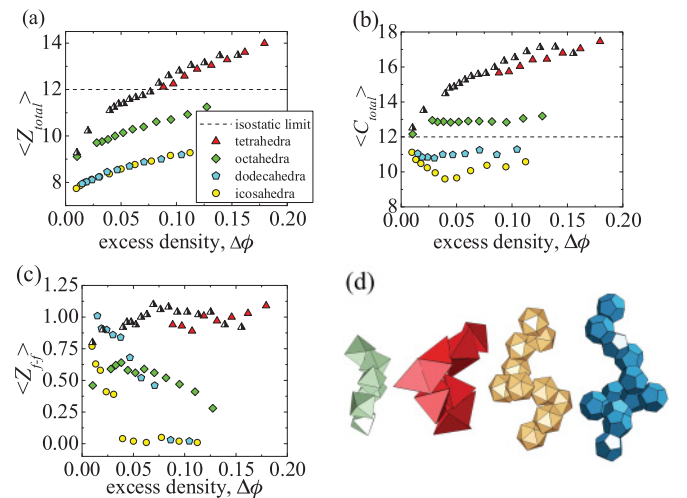 (a)
14
12
10
8
<Z_total>
0.00 0.05 0.10 0.15 0.20
excess density, Δϕ
isostatic limit
tetrahedra
octahedra
dodecahedra
icosahedra
(b)
18
16
14
12
10
8
<C_total>
0.00 0.05 0.10 0.15 0.20
excess density, Δϕ
(c)
1.25
1.00
0.75
0.50
0.25
0.00
<Z_f-f>
0.00 0.05 0.10 0.15 0.20
excess density, Δϕ
(d)